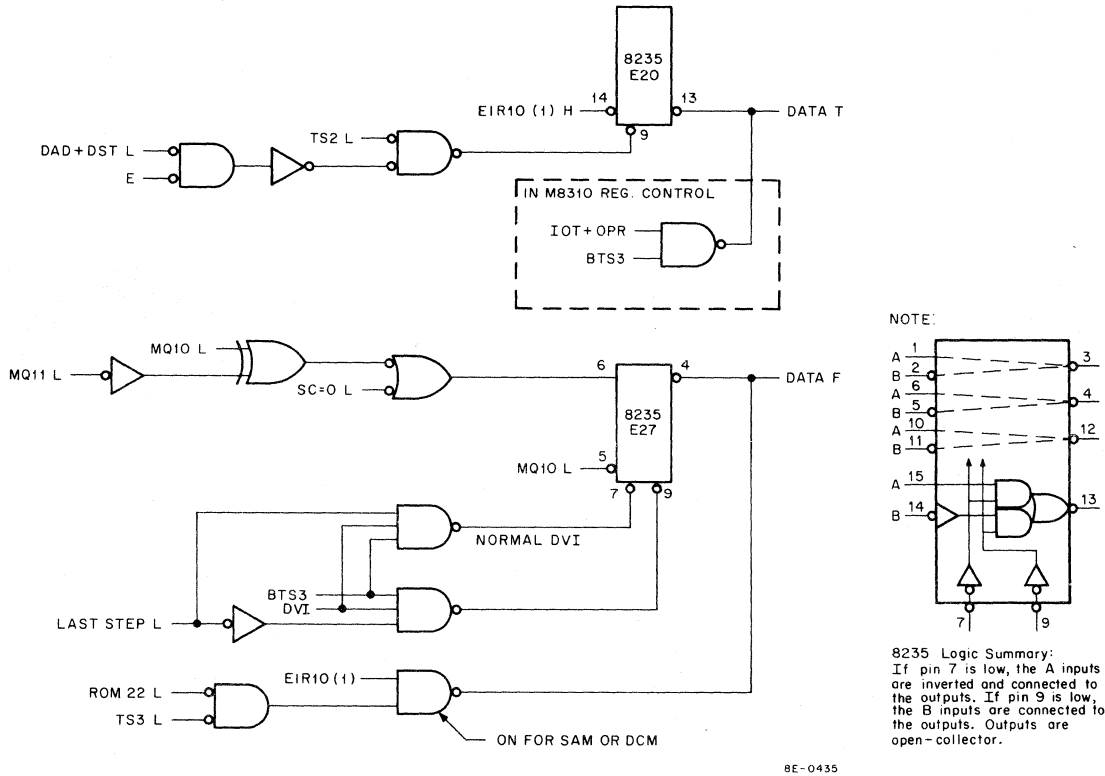 8235
E20
14
13
EIR10 (1) H
DATA T
9
TS2 L
DAD+DST L
E
IN M8310 REG. CONTROL
IOT+OPR
BTS3
MQ10 L
MQ11 L
SC=0 L
6
4
DATA F
8235
E27
MQ10 L
5
7
9
NORMAL DVI
BTS3
DVI
LAST STEP L
EIR10 (1)
ROM 22 L
TS3 L
ON FOR SAM OR DCM
NOTE:
A 1
B 2
3
A 6
B 5
4
A 10
B 11
12
A 15
B 14
13
7
9
8235 Logic Summary:
If pin 7 is low, the A inputs
are inverted and connected to
the outputs. If pin 9 is low,
the B inputs are connected to
the outputs. Outputs are
open-collector.
8E-0435